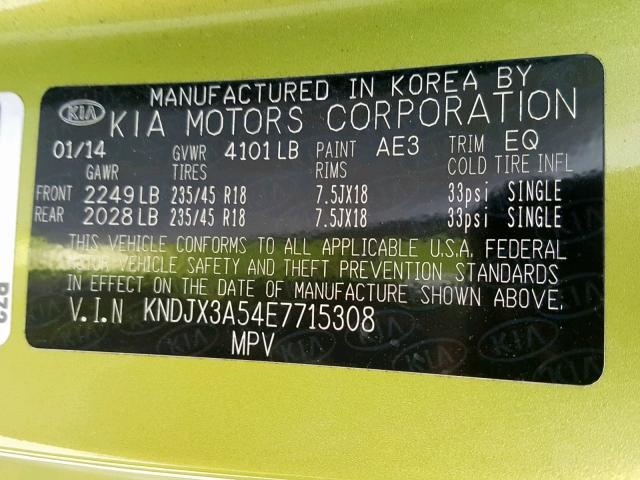 MANUFACTURED IN KOREA BY
KIA KIA MOTORS CORPORATION
01/14 GVWR 4101 LB PAINT AE3 TRIM EQ
GAWR TIRES RIMS COLD TIRE INFL
FRONT 2249 LB 235/45 R18 7.5JX18 33psi SINGLE
REAR 2028 LB 235/45 R18 7.5JX18 33psi SINGLE
THIS VEHICLE CONFORMS TO ALL APPLICABLE U.S.A. FEDERAL
MOTOR VEHICLE SAFETY AND THEFT PREVENTION STANDARDS
IN EFFECT ON THE DATE OF MANUFACTURE SHOWN ABOVE.
V.I.N KNDJX3A54E7715308
MPV